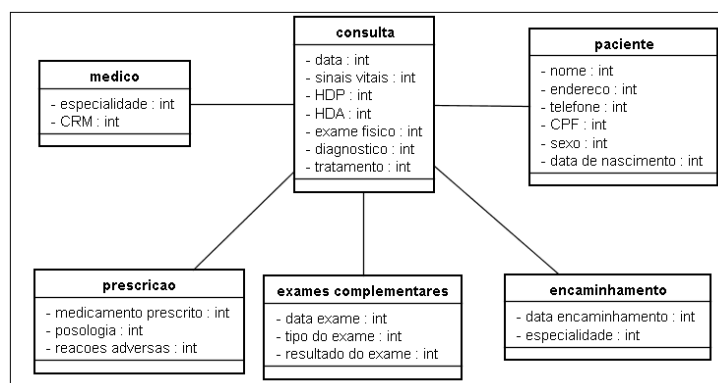 consulta
- data : int
- sinais vitais : int
- HDP : int
- HDA : int
- exame fisico : int
- diagnostico : int
- tratamento : int
medico
- especialidade : int
- CRM : int
paciente
- nome : int
- endereco : int
- telefone : int
- CPF : int
- sexo : int
- data de nascimento : int
prescricao
- medicamento prescrito : int
- posologia : int
- reacoes adversas : int
exames complementares
- data exame : int
- tipo do exame : int
- resultado do exame : int
encaminhamento
- data encaminhamento : int
- especialidade : int